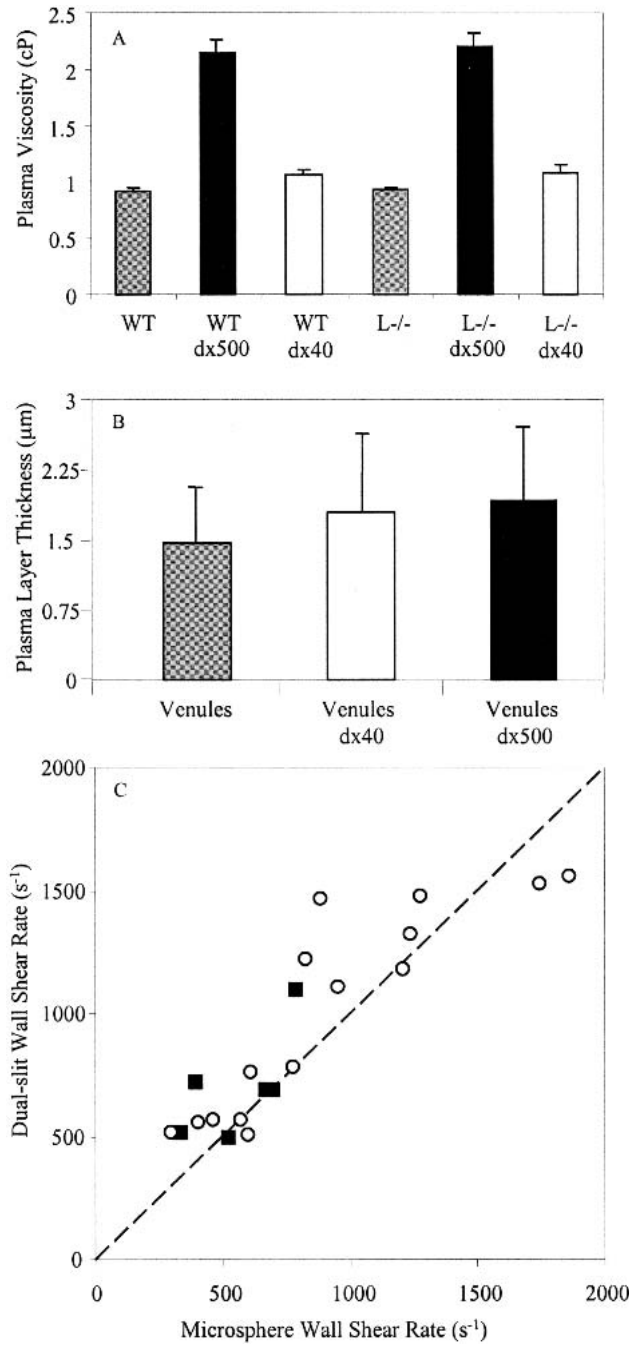 A
Plasma Viscosity (cP)
2.5
2
1.5
1
0.5
0
WT
WT
dx500
WT
dx40
L-/-
L-/-
dx500
L-/-
dx40
B
Plasma Layer Thickness (µm)
3
2.25
1.5
0.75
0
Venules
Venules
dx40
Venules
dx500
C
Dual-slit Wall Shear Rate (s⁻¹)
2000
1500
1000
500
0
0 500 1000 1500 2000
Microsphere Wall Shear Rate (s⁻¹)